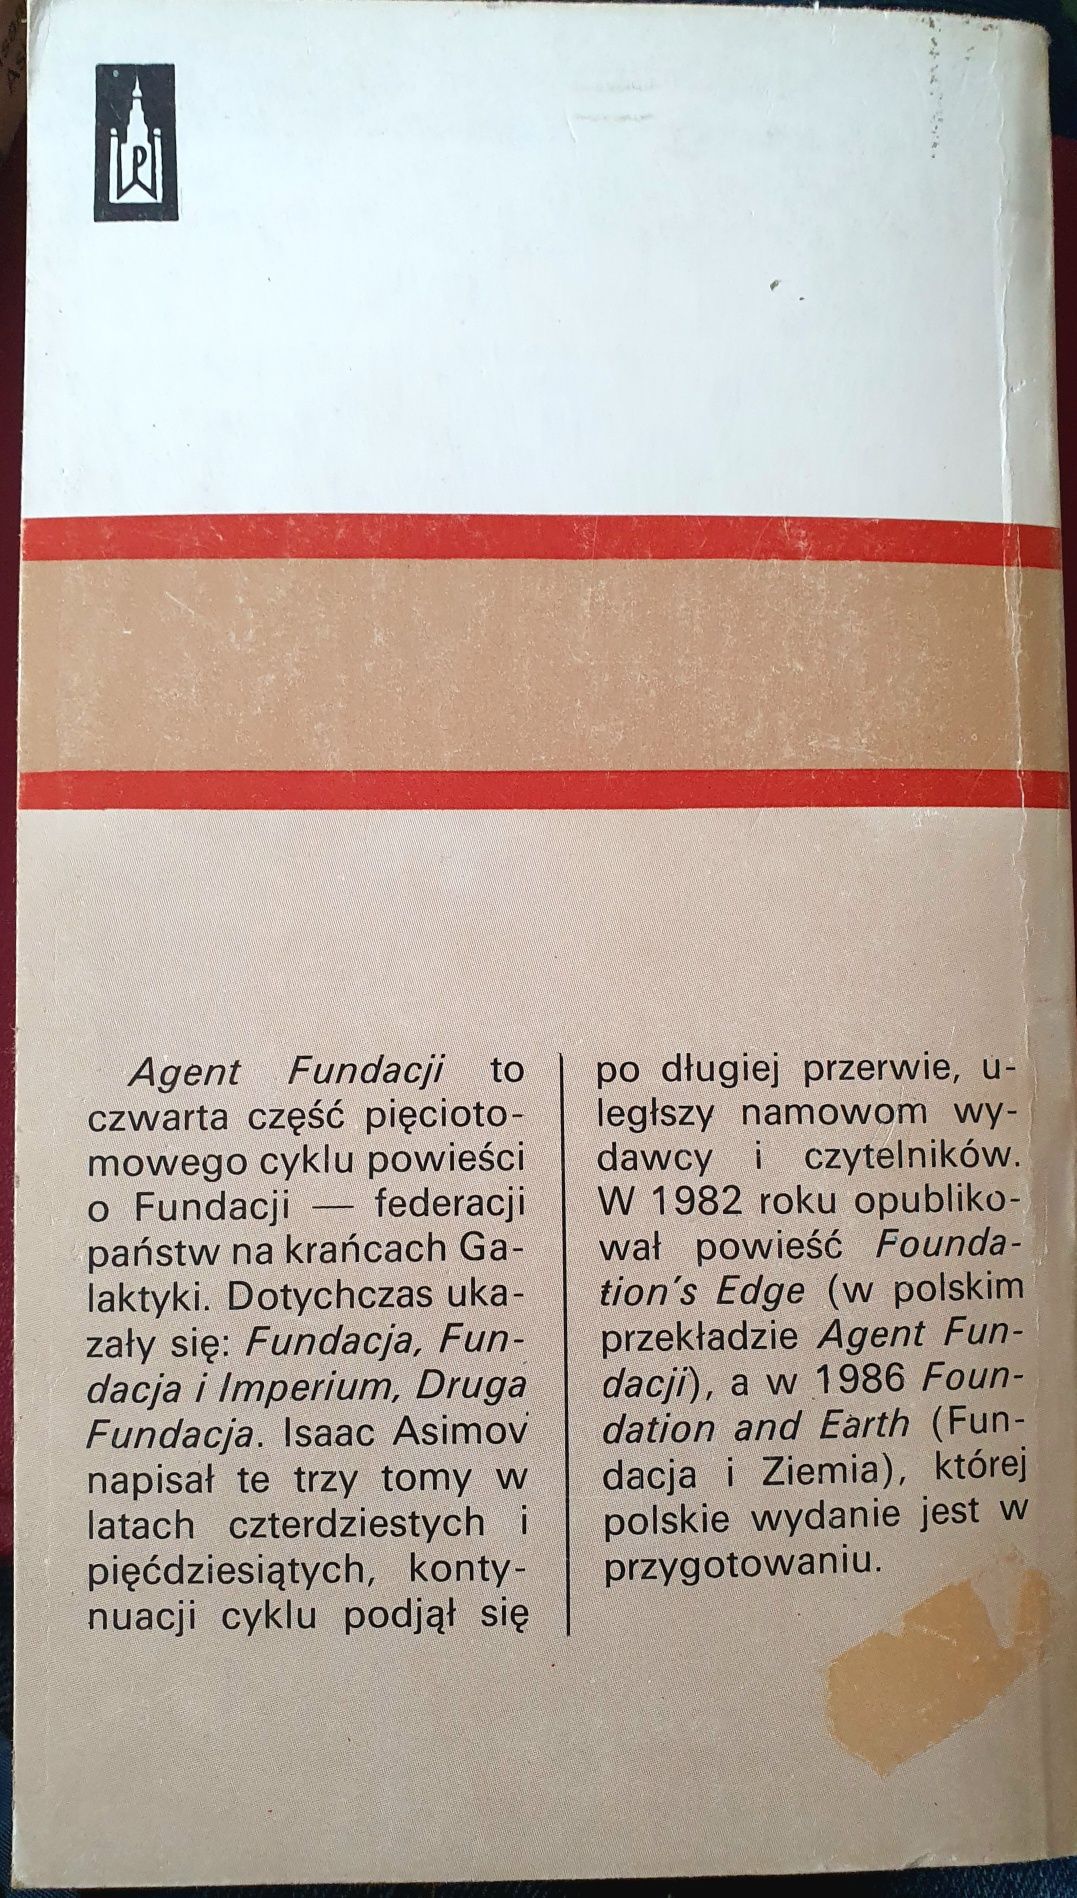 Agent Fundacji to
czwarta część pięcioto-
mowego cyklu powieści
o Fundacji — federacji
państw na krańcach Ga-
laktyki. Dotychczas uka-
zały się: Fundacja, Fun-
dacja i Imperium, Druga
Fundacja. Isaac Asimov
napisał te trzy tomy w
latach czterdziestych i
pięćdziesiątych, konty-
nuacji cyklu podjął się
po długiej przerwie, u-
ległszy namowom wy-
dawcy i czytelników.
W 1982 roku opubliko-
wał powieść Founda-
tion's Edge (w polskim
przekładzie Agent Fun-
dacji), a w 1986 Foun-
dation and Earth (Fun-
dacja i Ziemia), której
polskie wydanie jest w
przygotowaniu.